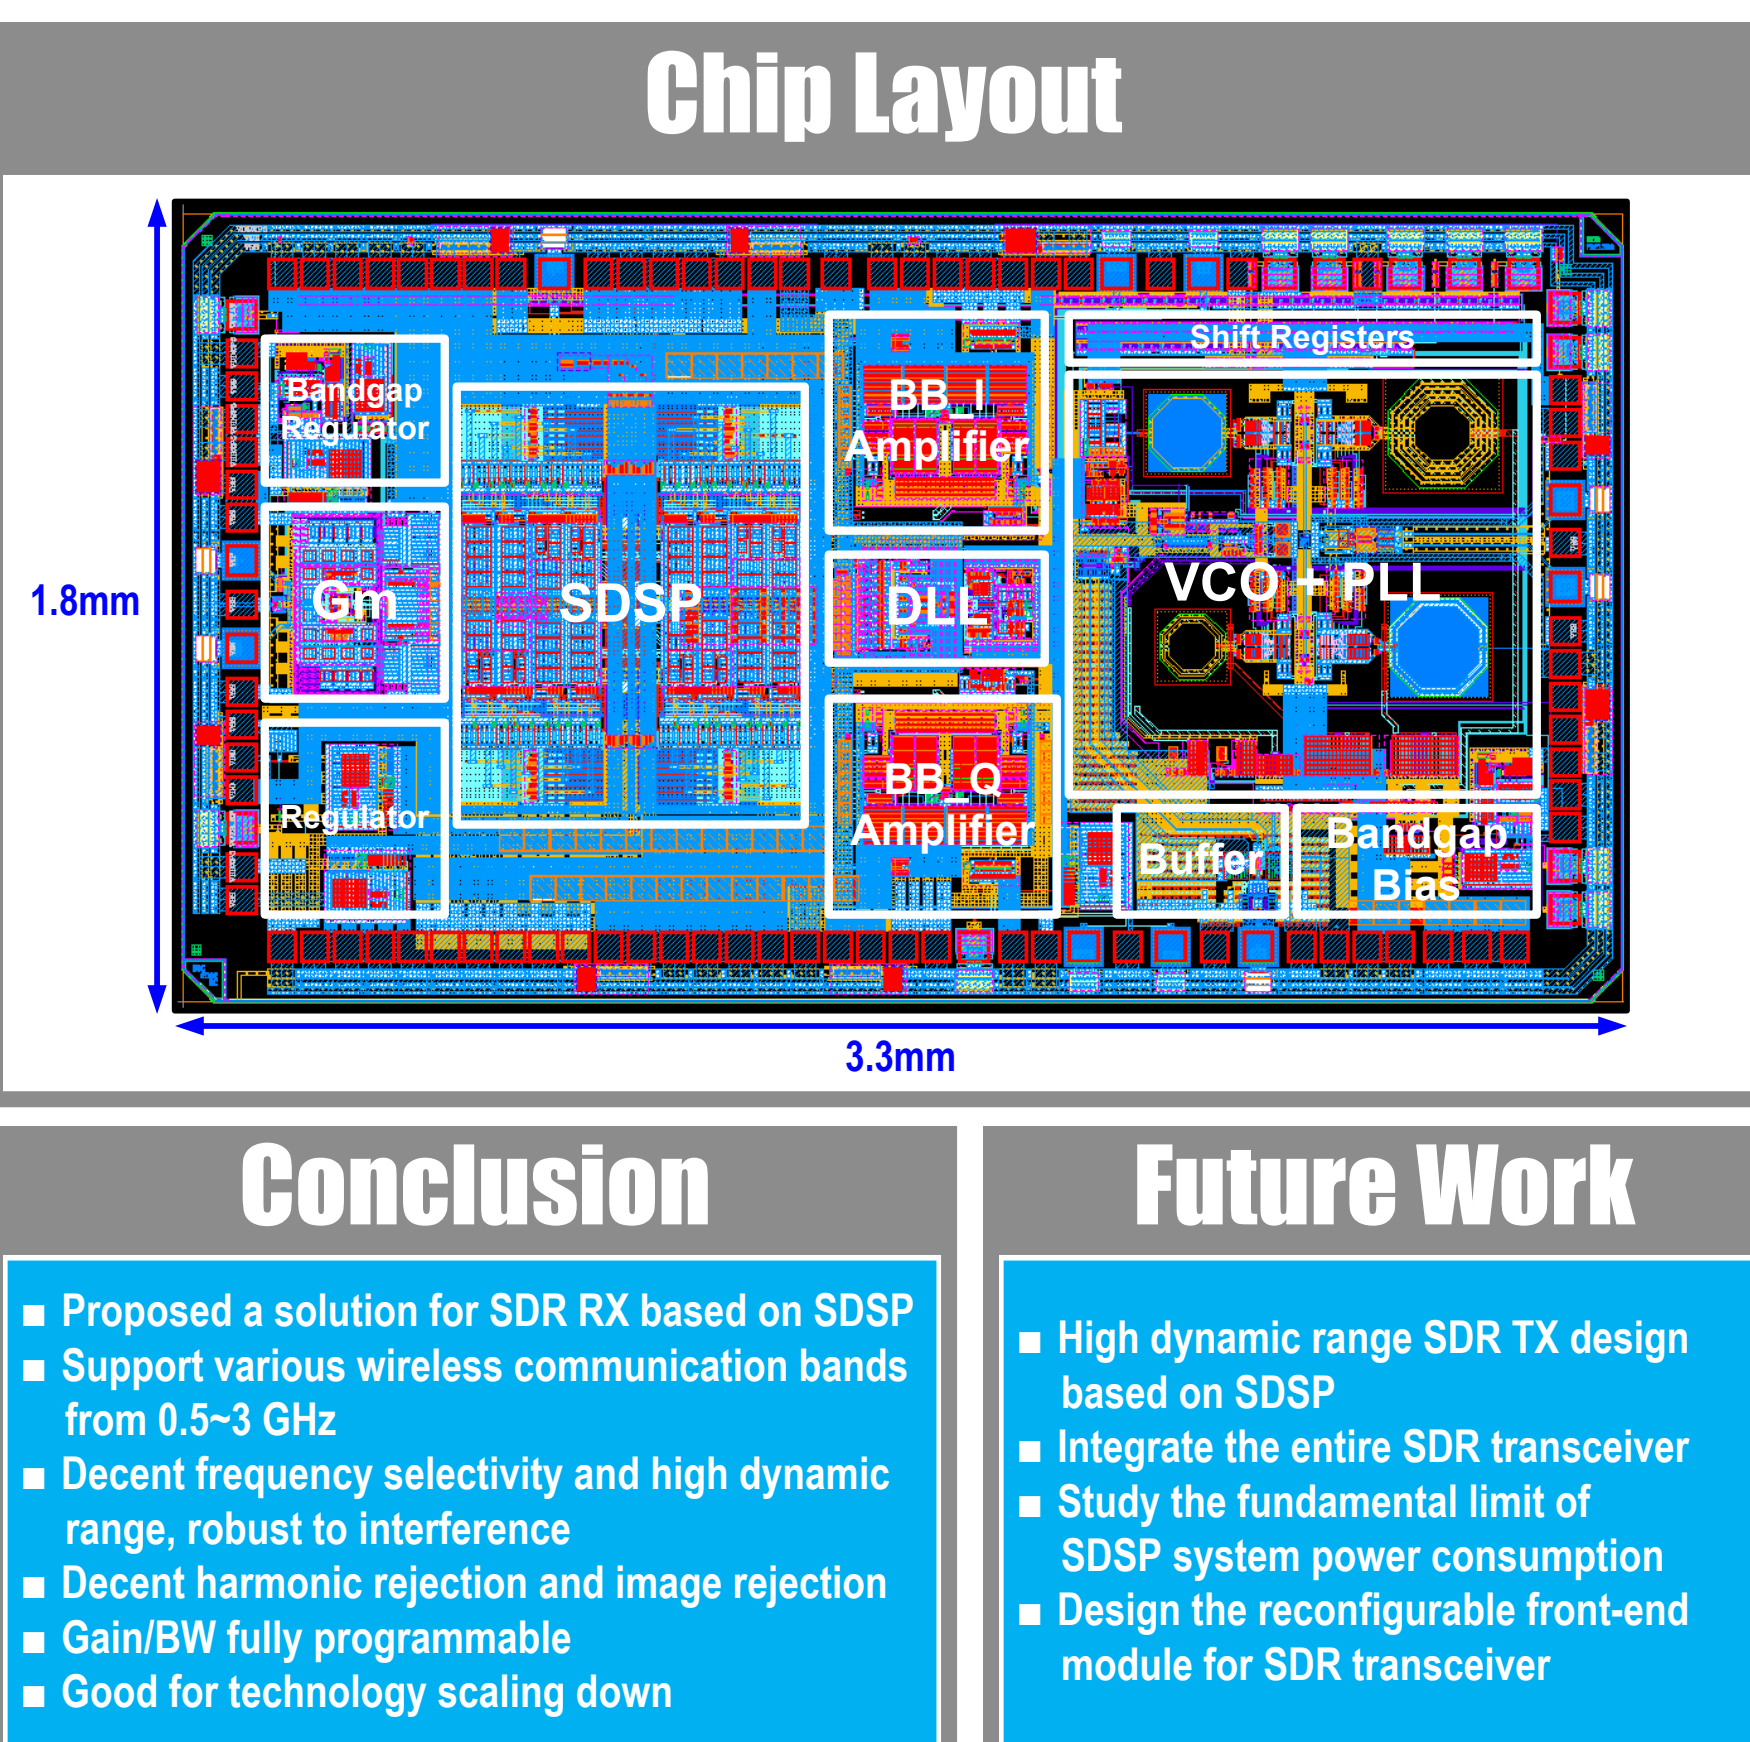 Chip Layout
Shift Registers
Bandgap
Regulator
BB_I
Amplifier
1.8mm
Gm
SDSP
DLL
VCO + PLL
BB_Q
Amplifier
Regulator
Buffer
Bandgap
Bias
3.3mm
Conclusion
■ Proposed a solution for SDR RX based on SDSP
■ Support various wireless communication bands
from 0.5~3 GHz
■ Decent frequency selectivity and high dynamic
range, robust to interference
■ Decent harmonic rejection and image rejection
■ Gain/BW fully programmable
■ Good for technology scaling down
Future Work
■ High dynamic range SDR TX design
based on SDSP
■ Integrate the entire SDR transceiver
■ Study the fundamental limit of
SDSP system power consumption
■ Design the reconfigurable front-end
module for SDR transceiver